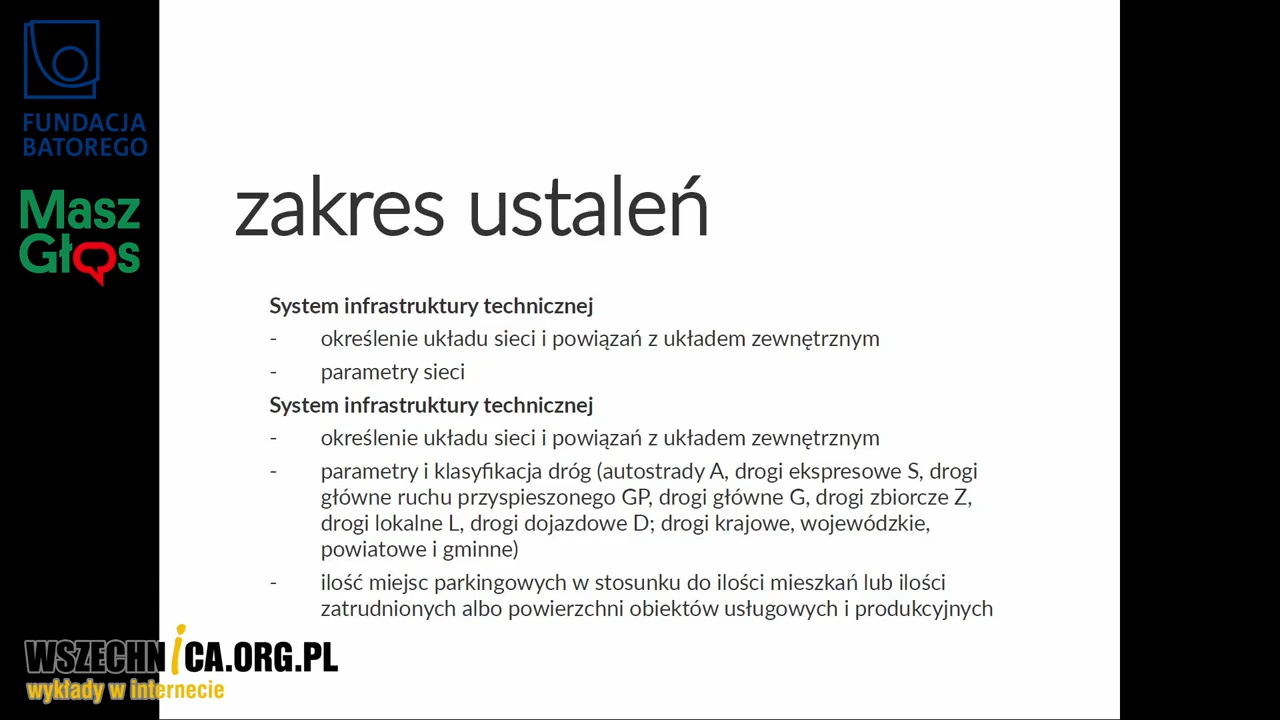 FUNDACJA
BATOREGO
Masz
Głos
zakres ustaleń
System infrastruktury technicznej
- określenie układu sieci i powiązań z układem zewnętrznym
- parametry sieci
System infrastruktury technicznej
- określenie układu sieci i powiązań z układem zewnętrznym
- parametry i klasyfikacja dróg (autostrady A, drogi ekspresowe S, drogi
główne ruchu przyspieszonego GP, drogi główne G, drogi zbiorcze Z,
drogi lokalne L, drogi dojazdowe D; drogi krajowe, wojewódzkie,
powiatowe i gminne)
- ilość miejsc parkingowych w stosunku do ilości mieszkań lub ilości
zatrudnionych albo powierzchni obiektów usługowych i produkcyjnych
WSZECHNICA.ORG.PL
wykłady w internecie